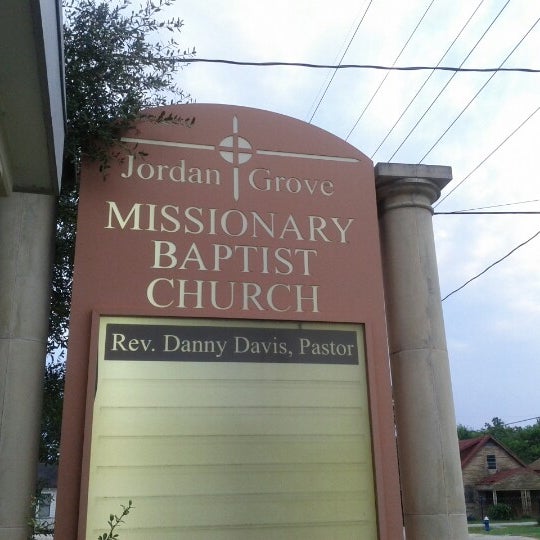 Jordan Grove
MISSIONARY
BAPTIST
CHURCH
Rev. Danny Davis, Pastor